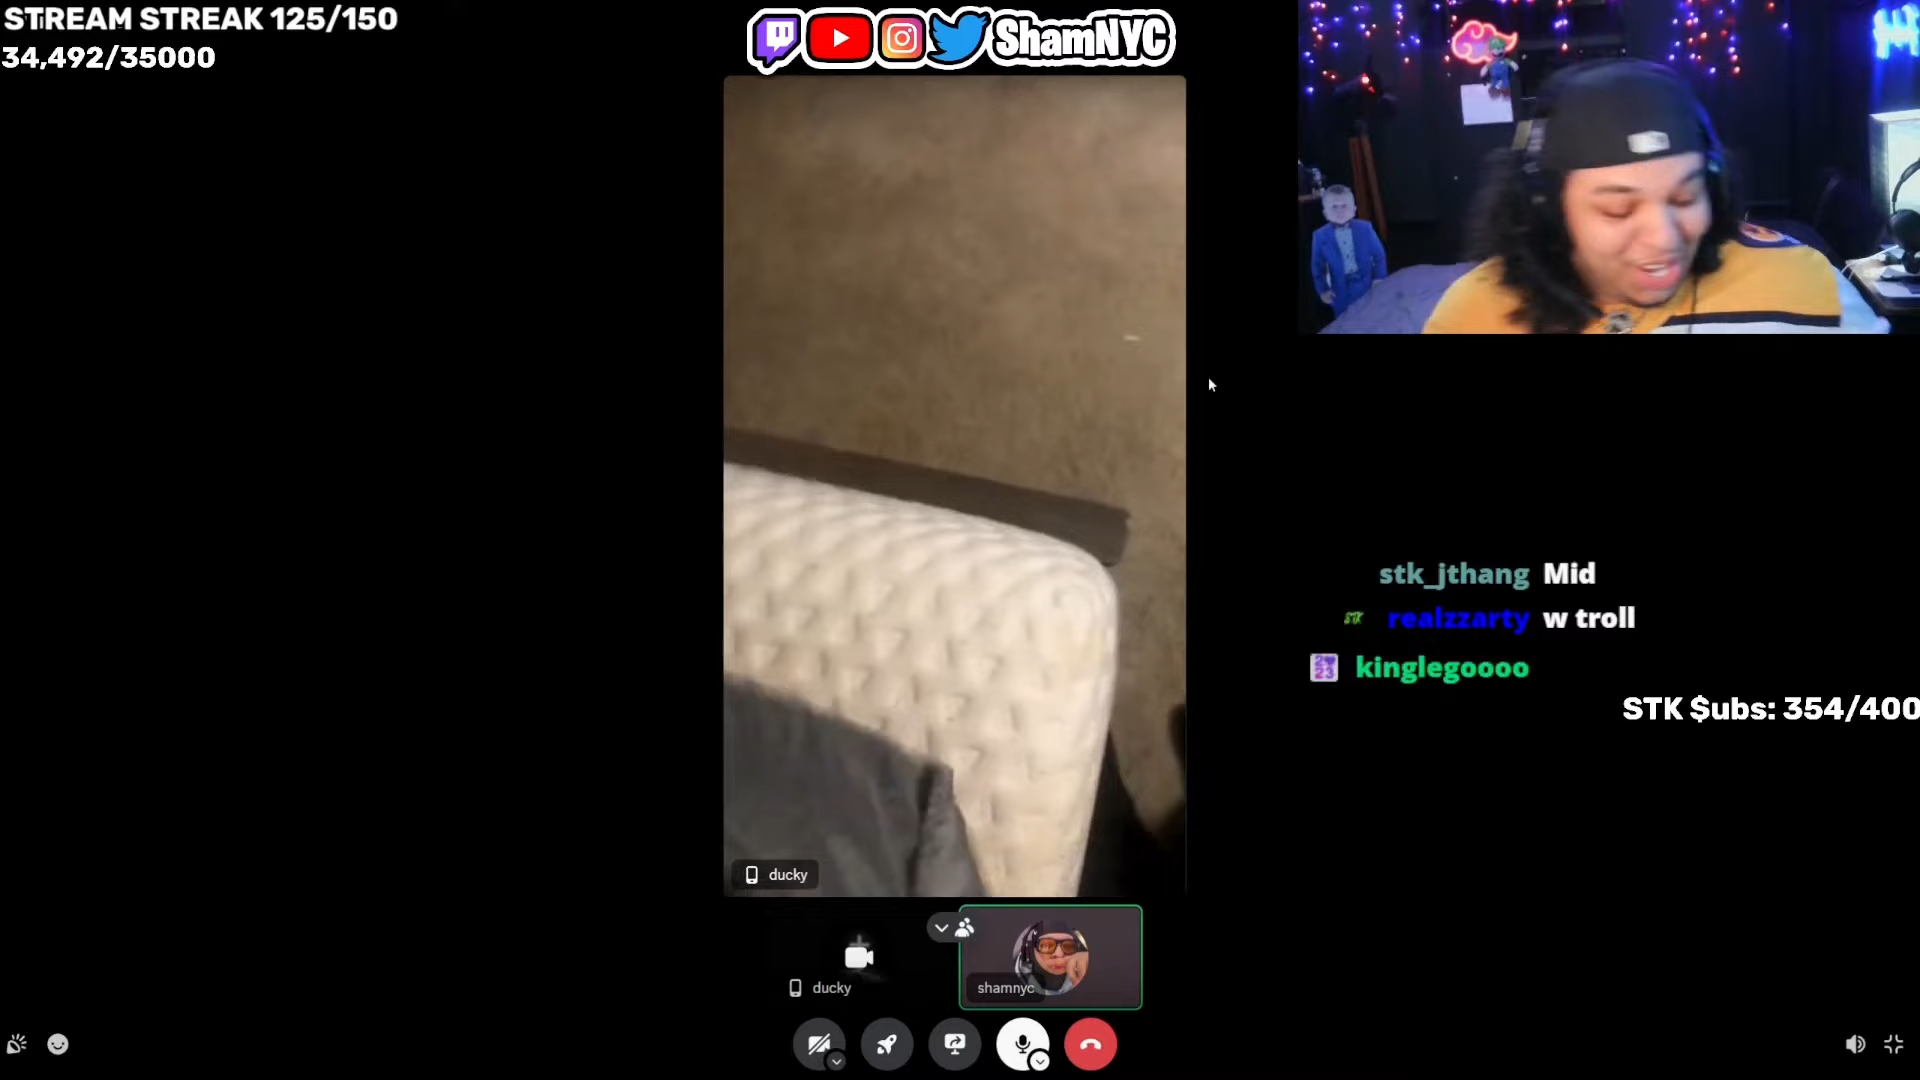 STREAM STREAK 125/150
34,492/35000
ShamNYC
stk_jthang Mid
STK realzzarty w troll
kinglegoooo
STK $ubs: 354/400
ducky
ducky
shamnyc